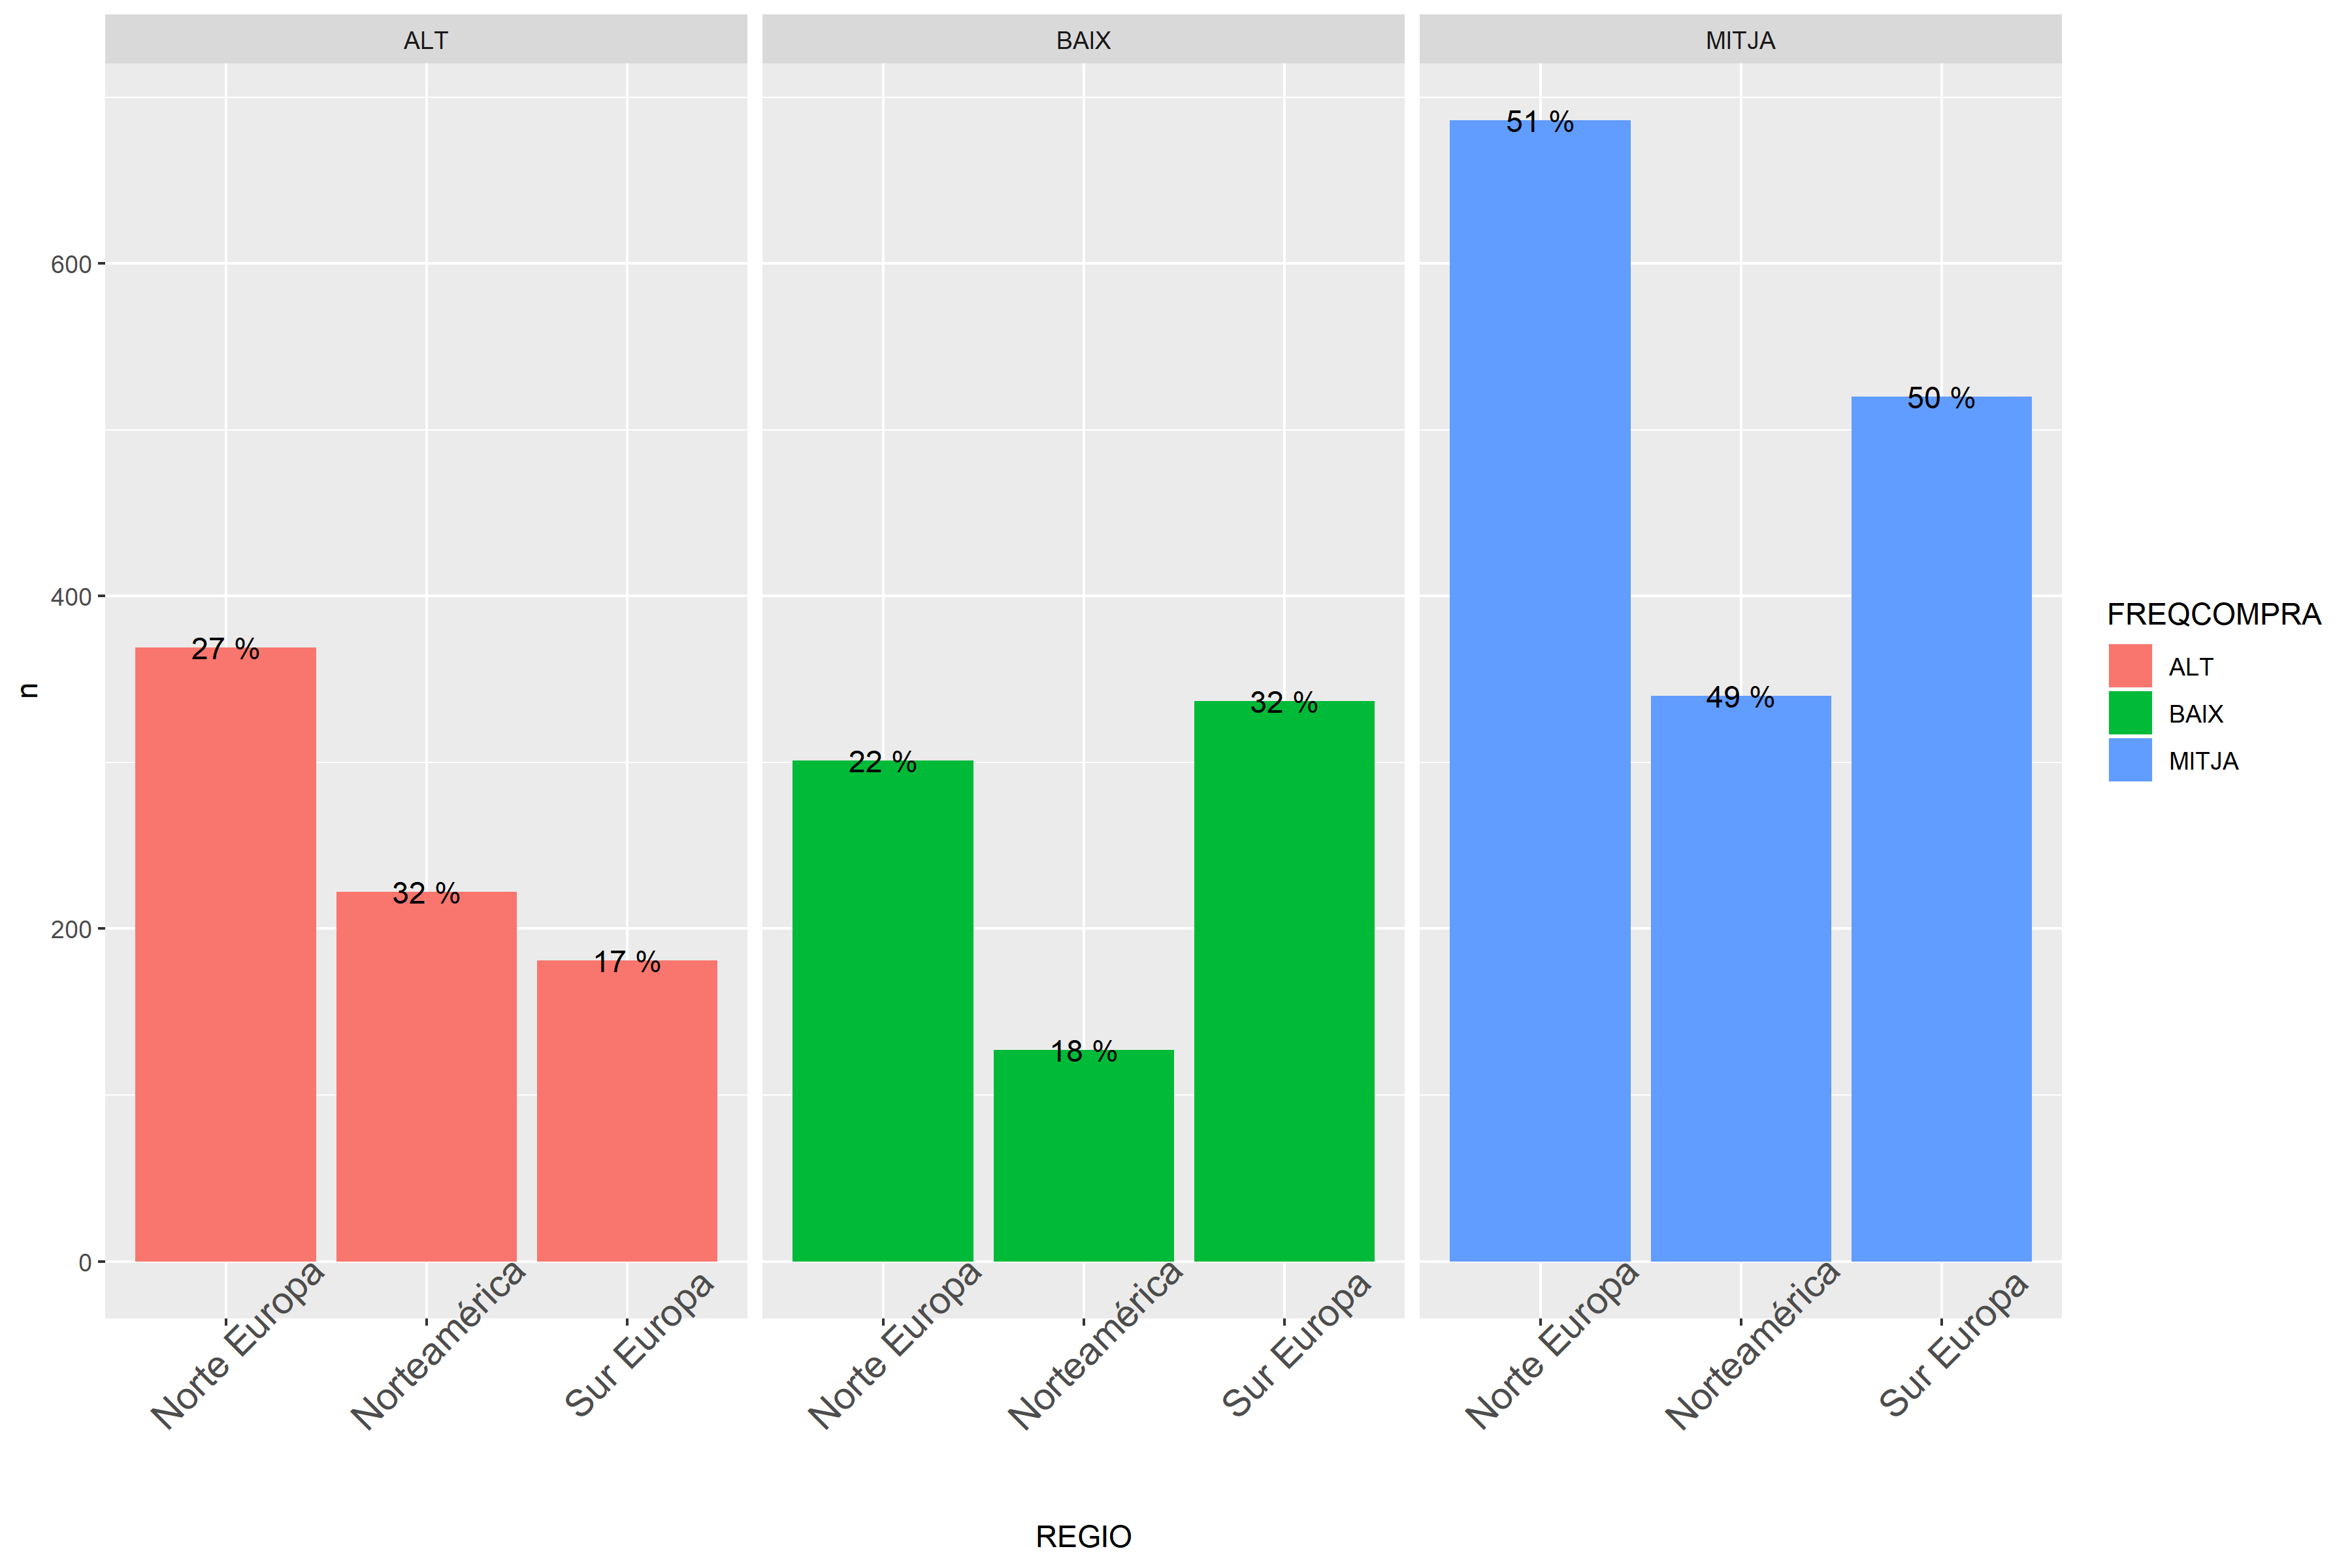 ALT
BAIX
MITJA
n
600
400
200
0
27 %
32 %
17 %
22 %
18 %
32 %
51 %
49 %
50 %
Norte Europa
Norteamérica
Sur Europa
Norte Europa
Norteamérica
Sur Europa
Norte Europa
Norteamérica
Sur Europa
REGIO
FREQCOMPRA
ALT
BAIX
MITJA